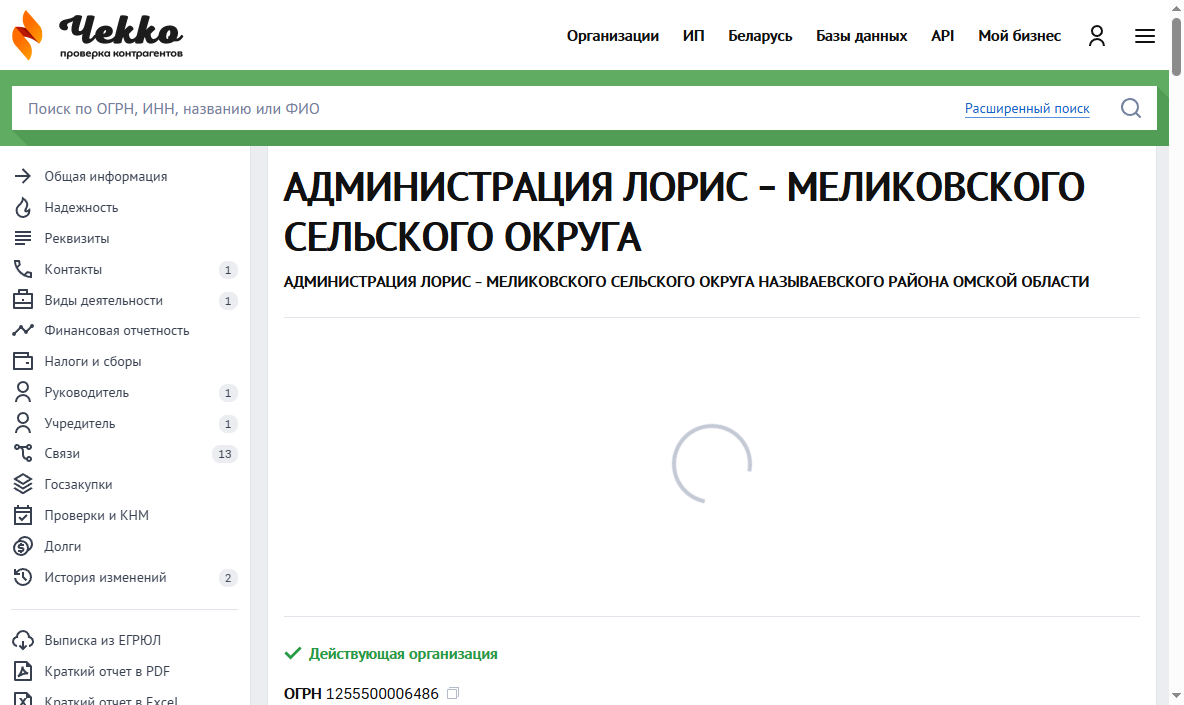 Чекко
проверка контрагентов
Организации ИП Беларусь Базы данных API Мой бизнес
Поиск по ОГРН, ИНН, названию или ФИО Расширенный поиск
Общая информация
Надежность
Реквизиты
Контакты 1
Виды деятельности 1
Финансовая отчетность
Налоги и сборы
Руководитель 1
Учредитель 1
Связи 13
Госзакупки
Проверки и КНМ
Долги
История изменений 2
Выписка из ЕГРЮЛ
Краткий отчет в PDF
Краткий отчет в Excel
АДМИНИСТРАЦИЯ ЛОРИС - МЕЛИКОВСКОГО
СЕЛЬСКОГО ОКРУГА
АДМИНИСТРАЦИЯ ЛОРИС - МЕЛИКОВСКОГО СЕЛЬСКОГО ОКРУГА НАЗЫВАЕВСКОГО РАЙОНА ОМСКОЙ ОБЛАСТИ
Действующая организация
ОГРН 1255500006486